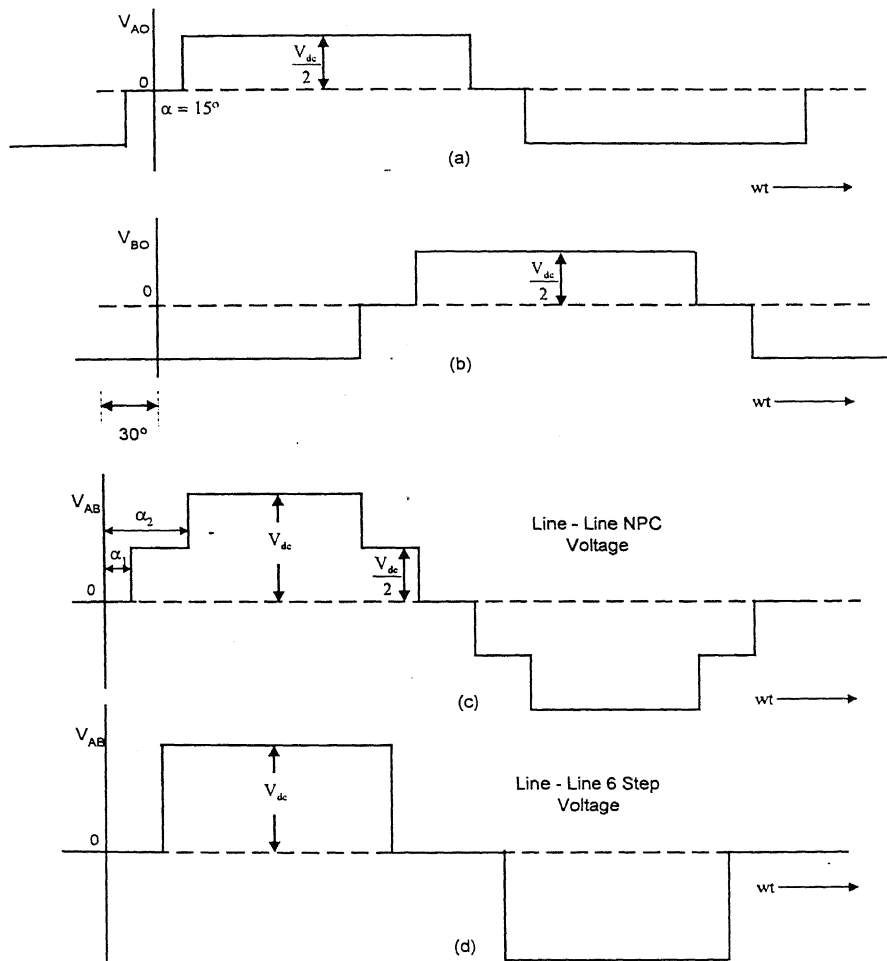 V_AO
V_dc
2
0
α = 15°
(a)
wt
V_BO
V_dc
2
0
(b)
wt
30°
V_AB
α_2
α_1
V_dc
V_dc
2
0
Line - Line NPC
Voltage
(c)
wt
V_AB
V_dc
0
Line - Line 6 Step
Voltage
(d)
wt